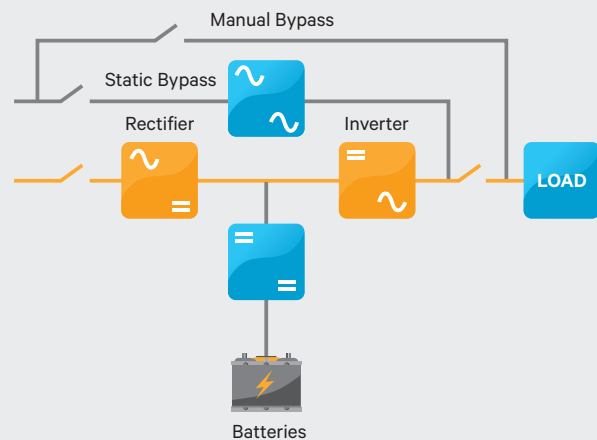 Manual Bypass
Static Bypass
Rectifier
Inverter
LOAD
Batteries